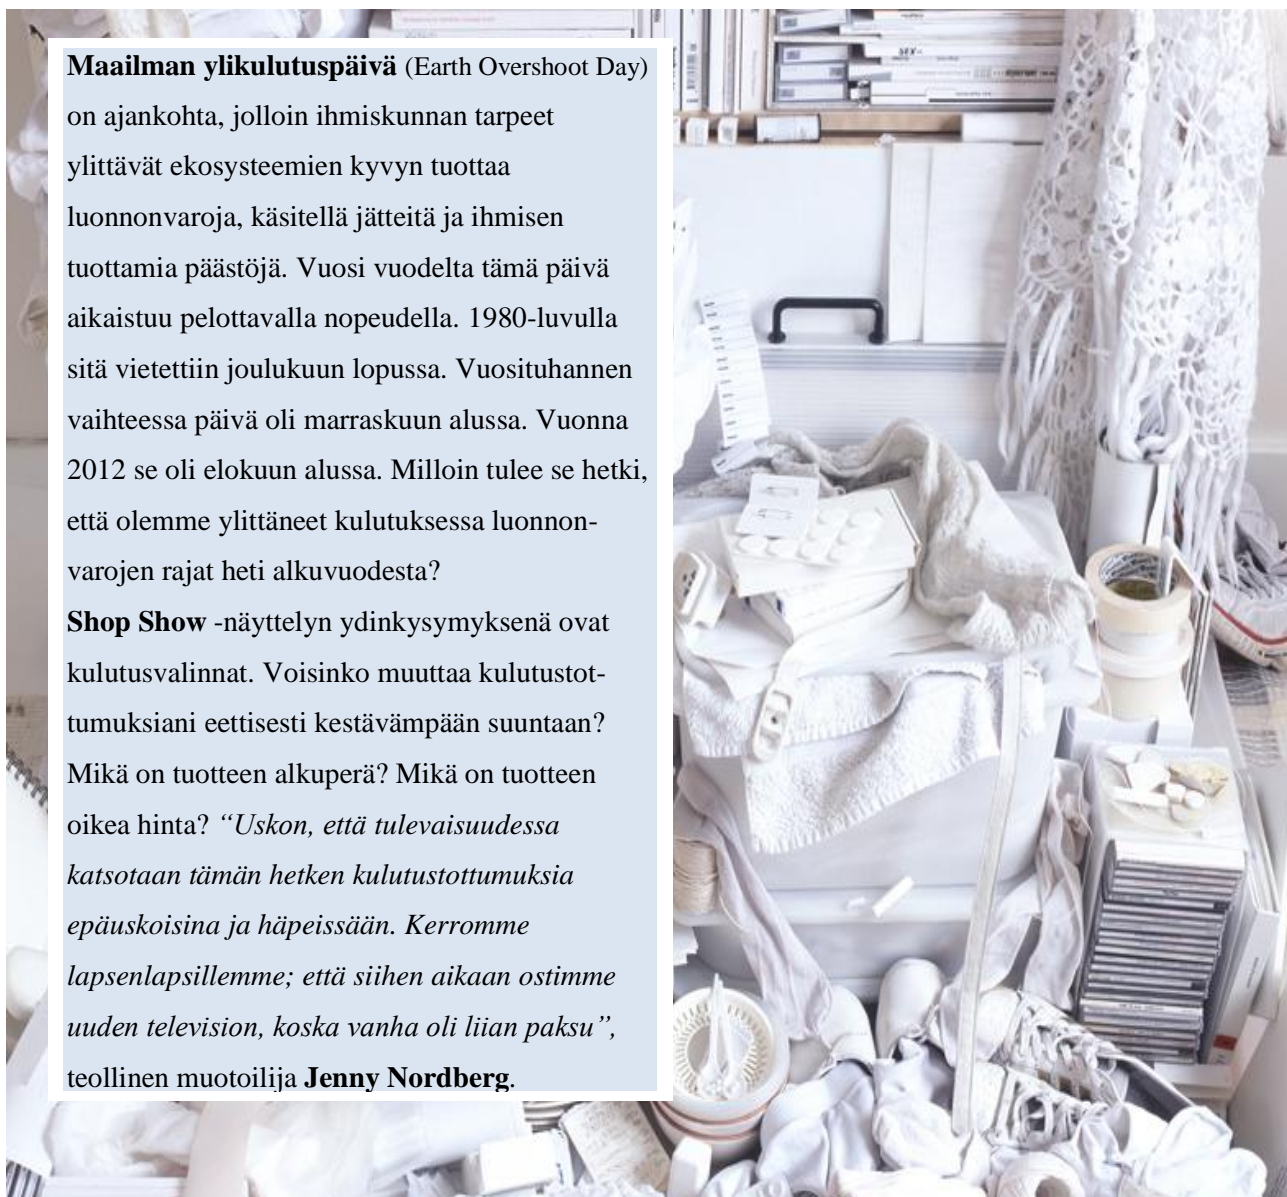 Maailman ylikulutuspäivä (Earth Overshoot Day)
on ajankohta, jolloin ihmiskunnan tarpeet
ylittävät ekosysteemien kyvyn tuottaa
luonnonvaroja, käsitellä jätteitä ja ihmisen
tuottamia päästöjä. Vuosi vuodelta tämä päivä
aikaistuu pelottavalla nopeudella. 1980-luvulla
sitä vietettiin joulukuun lopussa. Vuosituhannen
vaihteessa päivä oli marraskuun alussa. Vuonna
2012 se oli elokuun alussa. Milloin tulee se hetki,
että olemme ylittäneet kulutuksessa luonnon-
varojen rajat heti alkuvuodesta?
Shop Show -näyttelyn ydinkysymyksenä ovat
kulutusvalinnat. Voisinko muuttaa kulutustot-
tumuksiani eettisesti kestävämpään suuntaan?
Mikä on tuotteen alkuperä? Mikä on tuotteen
oikea hinta? “Uskon, että tulevaisuudessa
katsotaan tämän hetken kulutustottumuksia
epäuskoisina ja häpeissään. Kerromme
lapsenlapsillemme; että siihen aikaan ostimme
uuden television, koska vanha oli liian paksu”,
teollinen muotoilija Jenny Nordberg.